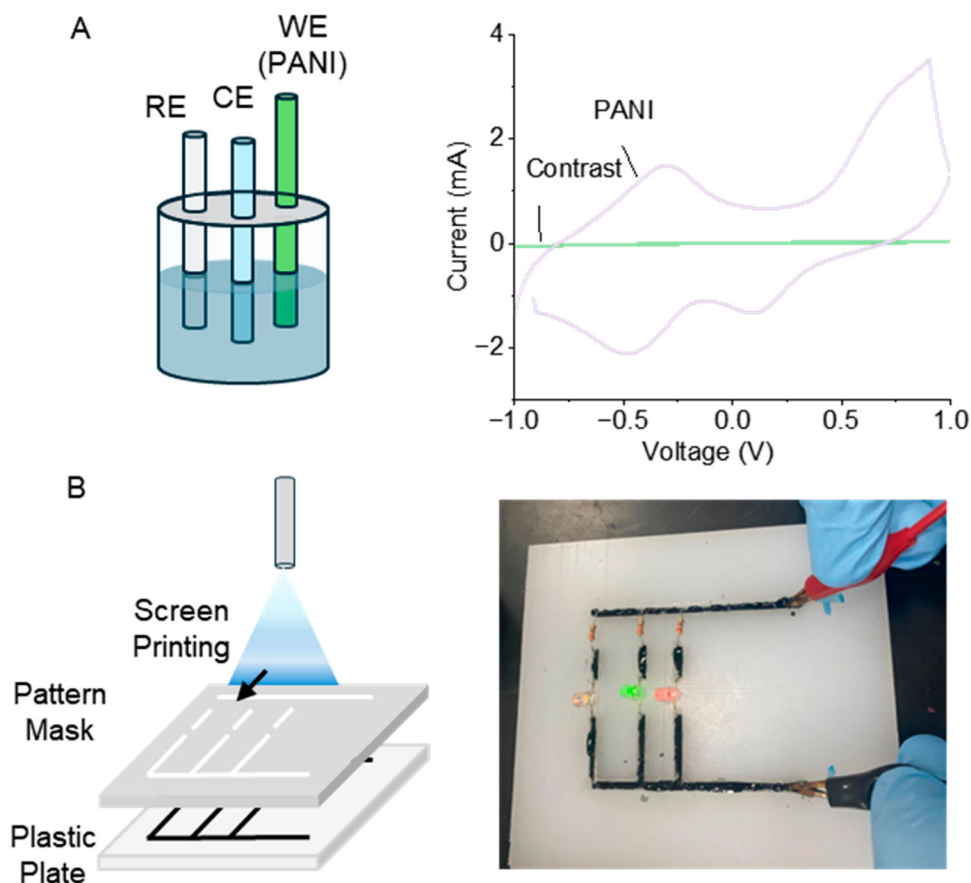 A
WE
(PANI)
CE
RE
4
2
0
−2
Current (mA)
PANI
Contrast
−1.0
−0.5
0.0
0.5
1.0
Voltage (V)
B
Screen
Printing
Pattern
Mask
Plastic
Plate